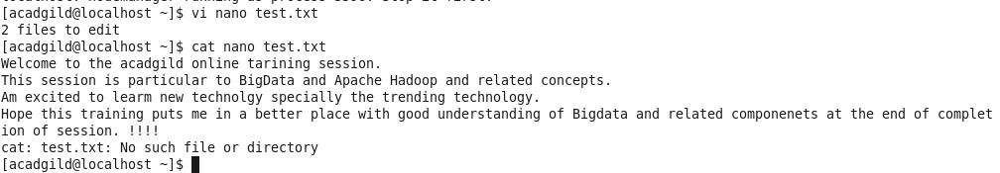 [acadgild@localhost ~]$ vi nano test.txt
2 files to edit
[acadgild@localhost ~]$ cat nano test.txt
Welcome to the acadgild online tarining session.
This session is particular to BigData and Apache Hadoop and related concepts.
Am excited to learm new technolgy specially the trending technology.
Hope this training puts me in a better place with good understanding of Bigdata and related componenets at the end of complet
ion of session. !!!!
cat: test.txt: No such file or directory
[acadgild@localhost ~]$